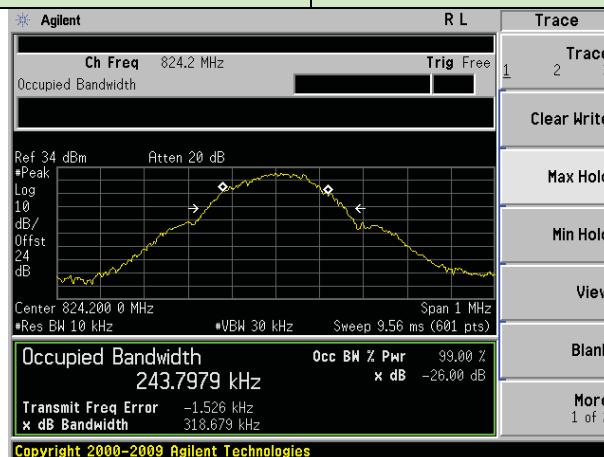 Agilent R L Trace
Ch Freq 824.2 MHz Trig Free
Occupied Bandwidth
Trace
1 2
Clear Write
Max Hold
Min Hold
View
Blank
More
1 of
Ref 34 dBm Atten 20 dB
#Peak
Log
10
dB/
Offst
24
dB
Center 824.200 0 MHz Span 1 MHz
#Res BW 10 kHz #VBW 30 kHz Sweep 9.56 ms (601 pts)
Occupied Bandwidth Occ BW % Pwr 99.00 %
243.7979 kHz x dB -26.00 dB
Transmit Freq Error -1.526 kHz
x dB Bandwidth 318.679 kHz
Copyright 2000-2009 Agilent Technologies